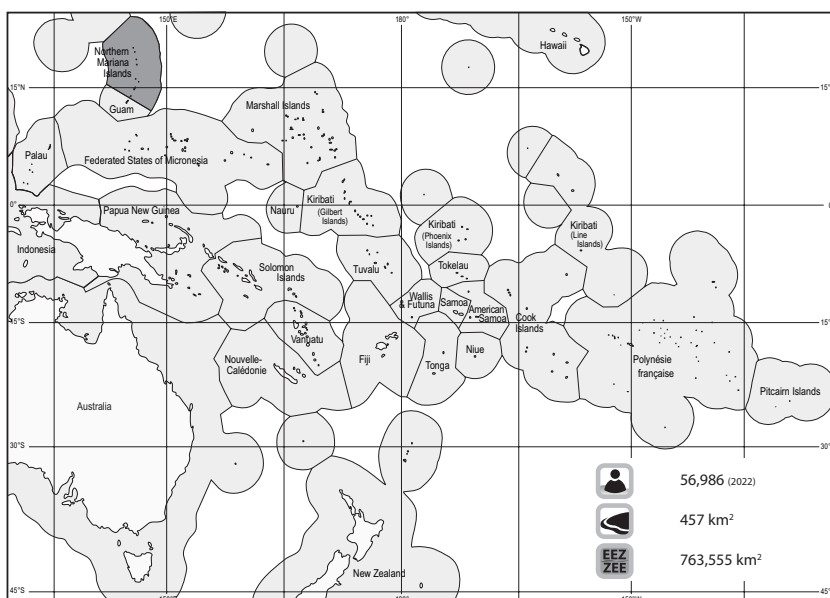 150°E
180°
150°W
Hawaii
Northern
Mariana
Islands
15°N
15°
Guam
Marshall Islands
Palau
Federated States of Micronesia
0°
0°
Papua New Guinea
Nauru
Kiribati
(Gilbert
Islands)
Kiribati
(Phoenix
Islands)
Kiribati
(Line
Islands)
Indonesia
Solomon
Islands
Tuvalu
Tokelau
Wallis
& Futuna
Samoa
American
Samoa
Cook
Islands
15°S
15°
Vanuatu
Nouvelle-
Calédonie
Fiji
Tonga
Niue
Polynésie
française
Pitcairn Islands
Australia
30°S
30°
New Zealand
45°S
45°
150°E
180°
150°W
56,986 (2022)
457 km²
EEZ
ZEE
763,555 km²